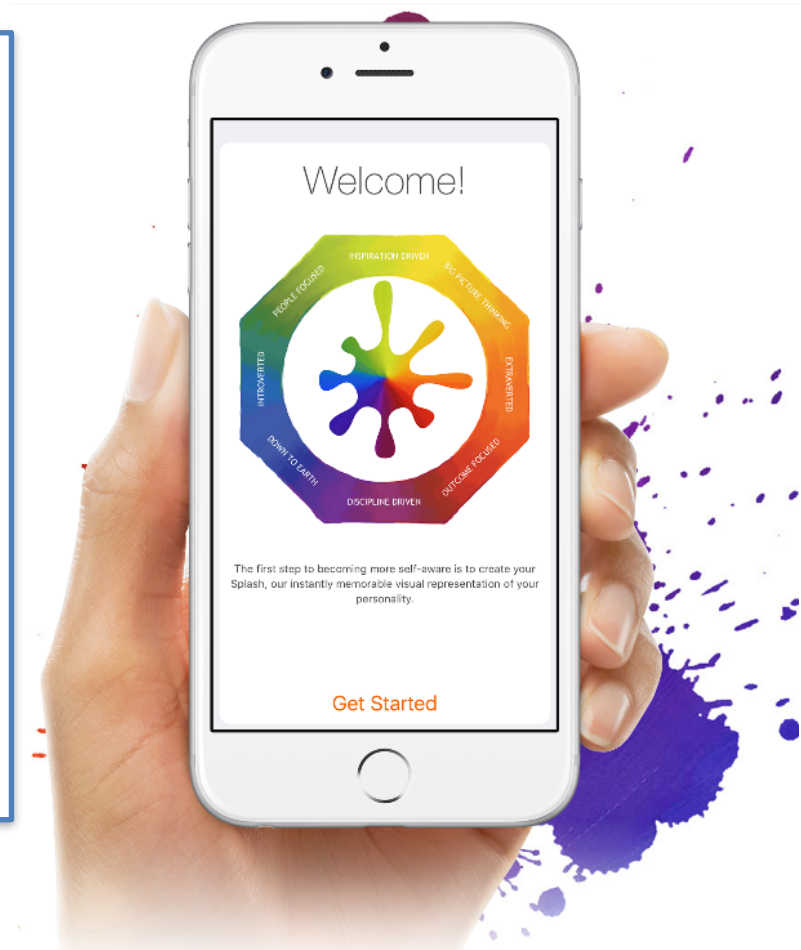 Welcome!
INSPIRATION DRIVEN
BIG PICTURE THINKING
EXTRAVERTED
OUTCOME FOCUSED
DISCIPLINE DRIVEN
DOWN TO EARTH
INTROVERTED
PEOPLE FOCUSED
The first step to becoming more self-aware is to create your
Splash, our instantly memorable visual representation of your
personality.
Get Started